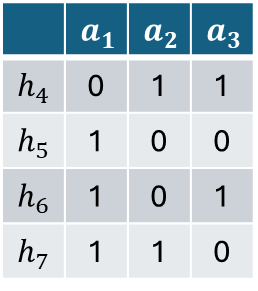 a₁ a₂ a₃
h₄ 0 1 1
h₅ 1 0 0
h₆ 1 0 1
h₇ 1 1 0